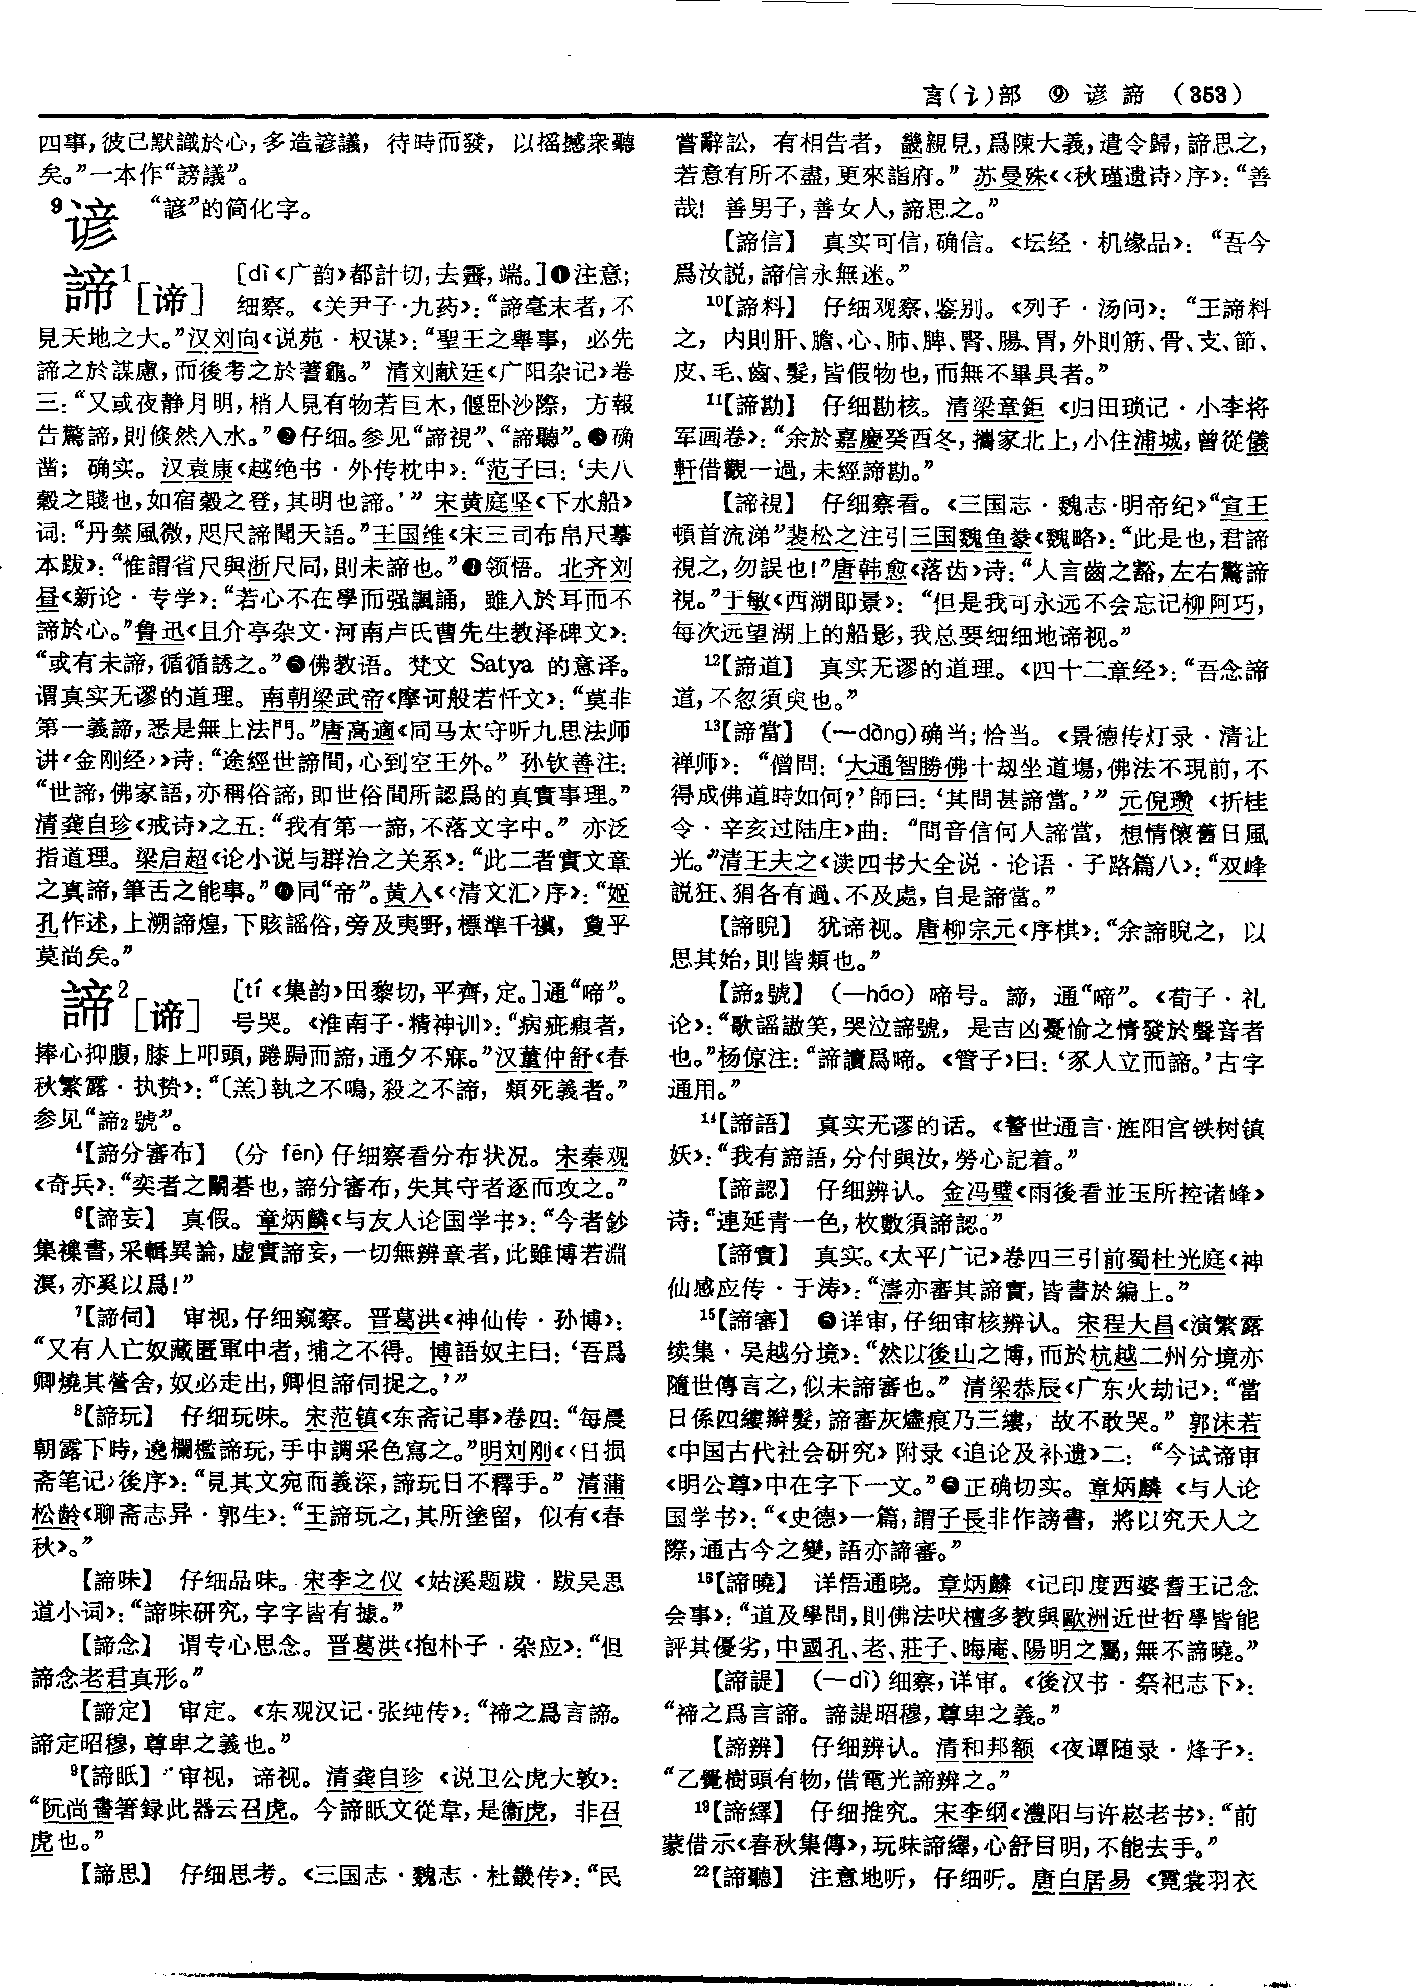 言(讠)部 ⑨ 谚 諦 (353)
四事，彼已默識於心，多造諺議，待時而發，以摇撼衆聽
矣。”一本作“謗議”。
9谚 “諺”的简化字。
諦1[谛] [dì《广韵》都計切，去霽，端。]❶注意；
细察。《关尹子·九药》：“諦毫末者，不
見天地之大。”汉刘向《说苑·权谋》：“聖王之舉事，必先
諦之於謀慮，而後考之於蓍龜。”清刘献廷《广阳杂记》卷
三：“又或夜静月明，梢人見有物若巨木，偃卧沙際，方報
告驚諦，則倏然入水。”❷仔细。参见“諦視”、“諦聽”。❸确
凿；确实。汉袁康《越绝书·外传枕中》：“范子曰：‘夫八
穀之賤也，如宿穀之登，其明也諦。’”宋黄庭坚《下水船》
词：“丹禁風微，咫尺諦聞天語。”王国维《宋三司布帛尺摹
本跋》：“惟謂省尺與浙尺同，則未諦也。”❹领悟。北齐刘
昼《新论·专学》：“若心不在學而强諷誦，雖入於耳而不
諦於心。”鲁迅《且介亭杂文·河南卢氏曹先生教泽碑文》：
“或有未諦，循循誘之。”❺佛教语。梵文 Satya 的意译。
谓真实无谬的道理。南朝梁武帝《摩诃般若忏文》：“莫非
第一義諦，悉是無上法門。”唐高適《同马太守听九思法师
讲〈金刚经〉》诗：“途經世諦間，心到空王外。”孙钦善注：
“世諦，佛家語，亦稱俗諦，即世俗間所認爲的真實事理。”
清龚自珍《戒诗》之五：“我有第一諦，不落文字中。”亦泛
指道理。梁启超《论小说与群治之关系》：“此二者實文章
之真諦，筆舌之能事。”❻同“帝”。黄人《〈清文汇〉序》：“姬
孔作述，上溯諦煌，下賅謡俗，旁及夷野，標準千禩，敻乎
莫尚矣。”
諦2[谛] [tí《集韵》田黎切，平齊，定。]通“啼”。
号哭。《淮南子·精神训》：“病疵瘕者，
捧心抑腹，膝上叩頭，踡跼而諦，通夕不寐。”汉董仲舒《春
秋繁露·执贽》：“〔羔〕執之不鳴，殺之不諦，類死義者。”
参见“諦2號”。
4【諦分審布】 (分 fēn)仔细察看分布状况。宋秦观
《奇兵》：“奕者之鬭碁也，諦分審布，失其守者逐而攻之。”
6【諦妄】 真假。章炳麟《与友人论国学书》：“今者鈔
集襍書，采輯異論，虚實諦妄，一切無辨章者，此雖博若淵
溟，亦奚以爲！”
7【諦伺】 审视，仔细窥察。晋葛洪《神仙传·孙博》：
“又有人亡奴藏匿軍中者，捕之不得。博語奴主曰：‘吾爲
卿燒其營舍，奴必走出，卿但諦伺捉之。’”
8【諦玩】 仔细玩味。宋范镇《东斋记事》卷四：“每晨
朝露下時，遶欄檻諦玩，手中調采色寫之。”明刘刚《〈日损
斋笔记〉後序》：“見其文宛而義深，諦玩日不釋手。”清蒲
松龄《聊斋志异·郭生》：“王諦玩之，其所塗留，似有《春
秋》。”
【諦味】 仔细品味。宋李之仪《姑溪题跋·跋吴思
道小词》：“諦味研究，字字皆有據。”
【諦念】 谓专心思念。晋葛洪《抱朴子·杂应》：“但
諦念老君真形。”
【諦定】 审定。《东观汉记·张纯传》：“禘之爲言諦。
諦定昭穆，尊卑之義也。”
9【諦眂】 审视，谛视。清龚自珍《说卫公虎大敦》：
“阮尚書箸録此器云召虎。今諦眂文從韋，是衞虎，非召
虎也。”
【諦思】 仔细思考。《三国志·魏志·杜畿传》：“民
嘗辭訟，有相告者，畿親見，爲陳大義，遣令歸，諦思之，
若意有所不盡，更來詣府。”苏曼殊《〈秋瑾遗诗〉序》：“善
哉！善男子，善女人，諦思之。”
【諦信】 真实可信，确信。《坛经·机缘品》：“吾今
爲汝説，諦信永無迷。”
10【諦料】 仔细观察、鉴别。《列子·汤问》：“王諦料
之，内則肝、膽、心、肺、脾、腎、腸、胃，外則筋、骨、支、節、
皮、毛、齒、髮，皆假物也，而無不畢具者。”
11【諦勘】 仔细勘核。清梁章鉅《归田琐记·小李将
军画卷》：“余於嘉慶癸酉冬，攜家北上，小住浦城，曾從儀
軒借觀一過，未經諦勘。”
【諦視】 仔细察看。《三国志·魏志·明帝纪》“宣王
頓首流涕”裴松之注引三国魏鱼豢《魏略》：“此是也，君諦
視之，勿誤也！”唐韩愈《落齿》诗：“人言齒之豁，左右驚諦
視。”于敏《西湖即景》：“但是我可永远不会忘记柳阿巧，
每次远望湖上的船影，我总要细细地谛视。”
12【諦道】 真实无谬的道理。《四十二章经》：“吾念諦
道，不忽須臾也。”
13【諦當】 (一dàng)确当；恰当。《景德传灯录·清让
禅师》：“僧問：‘大通智勝佛十刼坐道場，佛法不現前，不
得成佛道時如何？’師曰：‘其問甚諦當。’”元倪瓒《折桂
令·辛亥过陆庄》曲：“問音信何人諦當，想情懷舊日風
光。”清王夫之《读四书大全说·论语·子路篇八》：“双峰
説狂、狷各有過、不及處，自是諦當。”
【諦睨】 犹谛视。唐柳宗元《序棋》：“余諦睨之，以
思其始，則皆類也。”
【諦2號】 (一háo) 啼号。諦，通“啼”。《荀子·礼
论》：“歌謡謸笑，哭泣諦號，是吉凶憂愉之情發於聲音者
也。”杨倞注：“諦讀爲啼。《管子》曰：‘豕人立而諦。’古字
通用。”
14【諦語】 真实无谬的话。《警世通言·旌阳宫铁树镇
妖》：“我有諦語，分付與汝，勞心記着。”
【諦認】 仔细辨认。金冯璧《雨後看並玉所控诸峰》
诗：“連延青一色，枚數須諦認。”
【諦實】 真实。《太平广记》卷四三引前蜀杜光庭《神
仙感应传·于涛》：“濤亦審其諦實，皆書於編上。”
15【諦審】 ❶详审，仔细审核辨认。宋程大昌《演繁露
续集·吴越分境》：“然以後山之博，而於杭越二州分境亦
隨世傳言之，似未諦審也。”清梁恭辰《广东火劫记》：“當
日係四縷辮髮，諦審灰燼痕乃三縷，故不敢哭。”郭沫若
《中国古代社会研究》附录《追论及补遗》二：“今试谛审
《明公尊》中在字下一文。”❷正确切实。章炳麟《与人论
国学书》：“《史德》一篇，謂子長非作謗書，將以究天人之
際，通古今之變，語亦諦審。”
16【諦曉】 详悟通晓。章炳麟《记印度西婆耆王记念
会事》：“道及學問，則佛法吠檀多教與歐洲近世哲學皆能
評其優劣，中國孔、老、莊子、晦庵、陽明之屬，無不諦曉。”
【諦諟】 (一dì)细察，详审。《後汉书·祭祀志下》：
“禘之爲言諦。諦諟昭穆，尊卑之義。”
【諦辨】 仔细辨认。清和邦额《夜谭随录·烽子》：
“乙覺樹頭有物，借電光諦辨之。”
19【諦繹】 仔细推究。宋李纲《澧阳与许崧老书》：“前
蒙借示《春秋集傳》，玩味諦繹，心舒目明，不能去手。”
22【諦聽】 注意地听，仔细听。唐白居易《霓裳羽衣